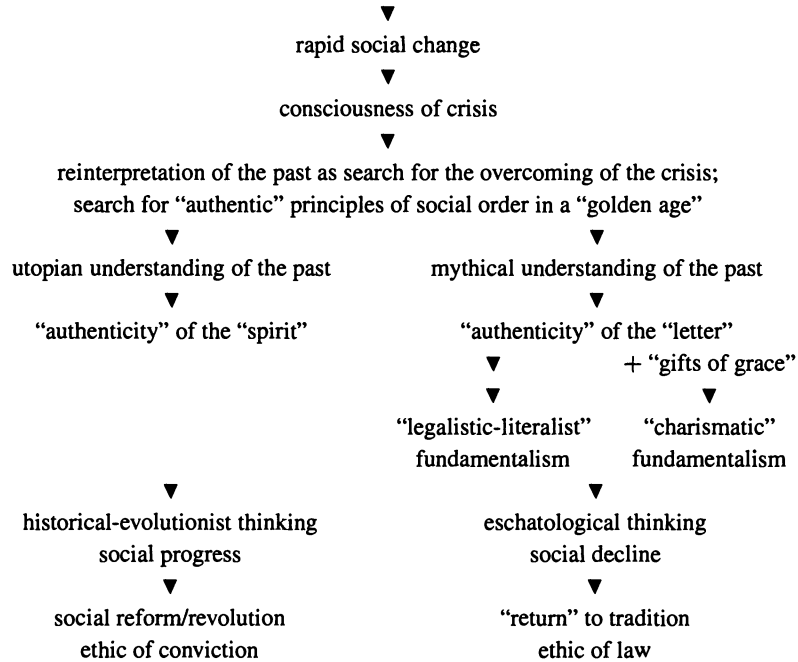 rapid social change
consciousness of crisis
reinterpretation of the past as search for the overcoming of the crisis;
search for “authentic” principles of social order in a “golden age”
utopian understanding of the past
mythical understanding of the past
“authenticity” of the “spirit”
“authenticity” of the “letter”
+ “gifts of grace”
“legalistic-literalist”
fundamentalism
“charismatic”
fundamentalism
historical-evolutionist thinking
social progress
eschatological thinking
social decline
social reform/revolution
ethic of conviction
“return” to tradition
ethic of law